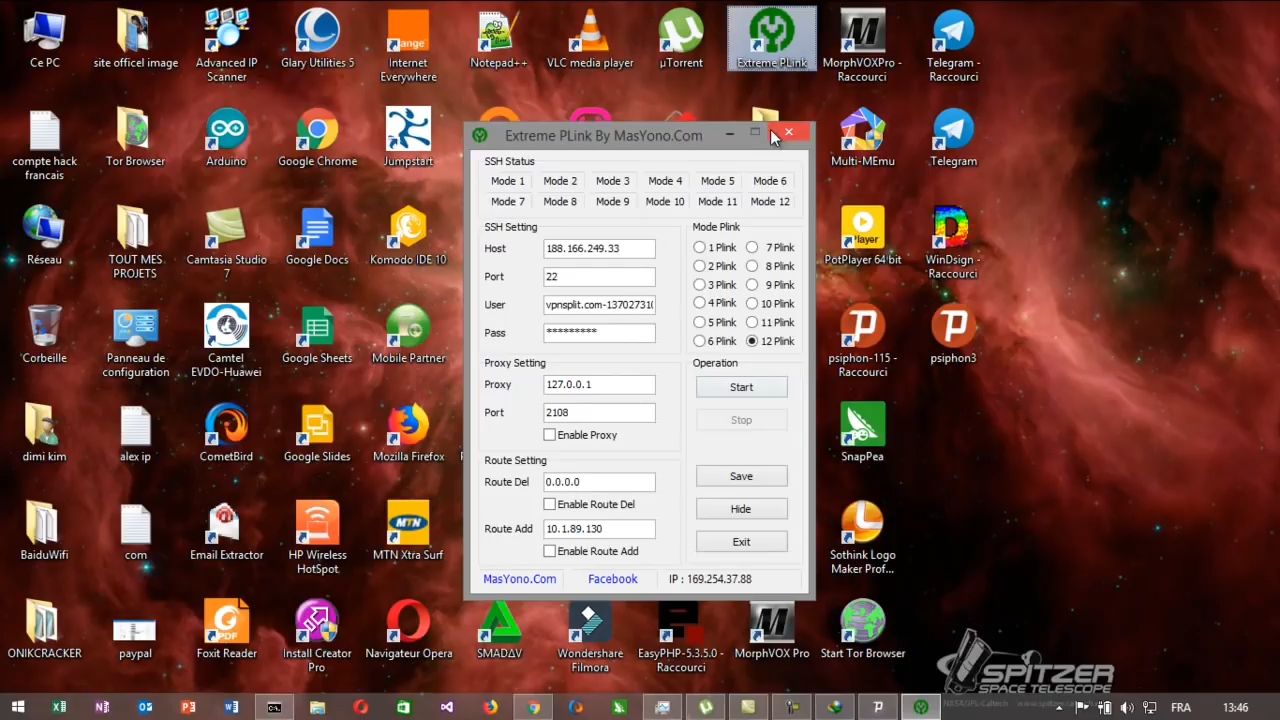 Ce PC
site officel image
Advanced IP
Scanner
Glary Utilities 5
Internet
Everywhere
Notepad++
VLC media player
µTorrent
Extreme PLink
MorphVOXPro -
Raccourci
Telegram -
Raccourci
compte hack
francais
Tor Browser
Arduino
Google Chrome
Jumpstart
Multi-MEmu
Telegram
Extreme PLink By MasYono.Com
SSH Status
Mode 1 Mode 2 Mode 3 Mode 4 Mode 5 Mode 6
Mode 7 Mode 8 Mode 9 Mode 10 Mode 11 Mode 12
SSH Setting
Host 188.166.249.33
Port 22
User vpnsplit.com-137027310
Pass *********
Mode Plink
1 Plink 7 Plink
2 Plink 8 Plink
3 Plink 9 Plink
4 Plink 10 Plink
5 Plink 11 Plink
6 Plink 12 Plink
Proxy Setting
Proxy 127.0.0.1
Port 2108
Enable Proxy
Operation
Start
Stop
Save
Hide
Exit
Route Setting
Route Del 0.0.0.0
Enable Route Del
Route Add 10.1.89.130
Enable Route Add
MasYono.Com Facebook IP : 169.254.37.88
Réseau
TOUT MES
PROJETS
Camtasia Studio
7
Google Docs
Komodo IDE 10
Player
PotPlayer 64 bit
WinDsign -
Raccourci
Corbeille
Panneau de
configuration
Camtel
EVDO-Huawei
Google Sheets
Mobile Partner
psiphon-115 -
Raccourci
psiphon3
dimi kim
alex ip
CometBird
Google Slides
Mozilla Firefox
SnapPea
BaiduWifi
com
Email Extractor
HP Wireless
HotSpot
MTN
MTN Xtra Surf
Sothink Logo
Maker Prof...
ONIKCRACKER
paypal
Foxit Reader
Install Creator
Pro
Navigateur Opera
SMADΔV
Wondershare
Filmora
EasyPHP-5.3.5.0 -
Raccourci
MorphVOX Pro
Start Tor Browser
SPITZER
SPACE TELESCOPE
FRA
13:46